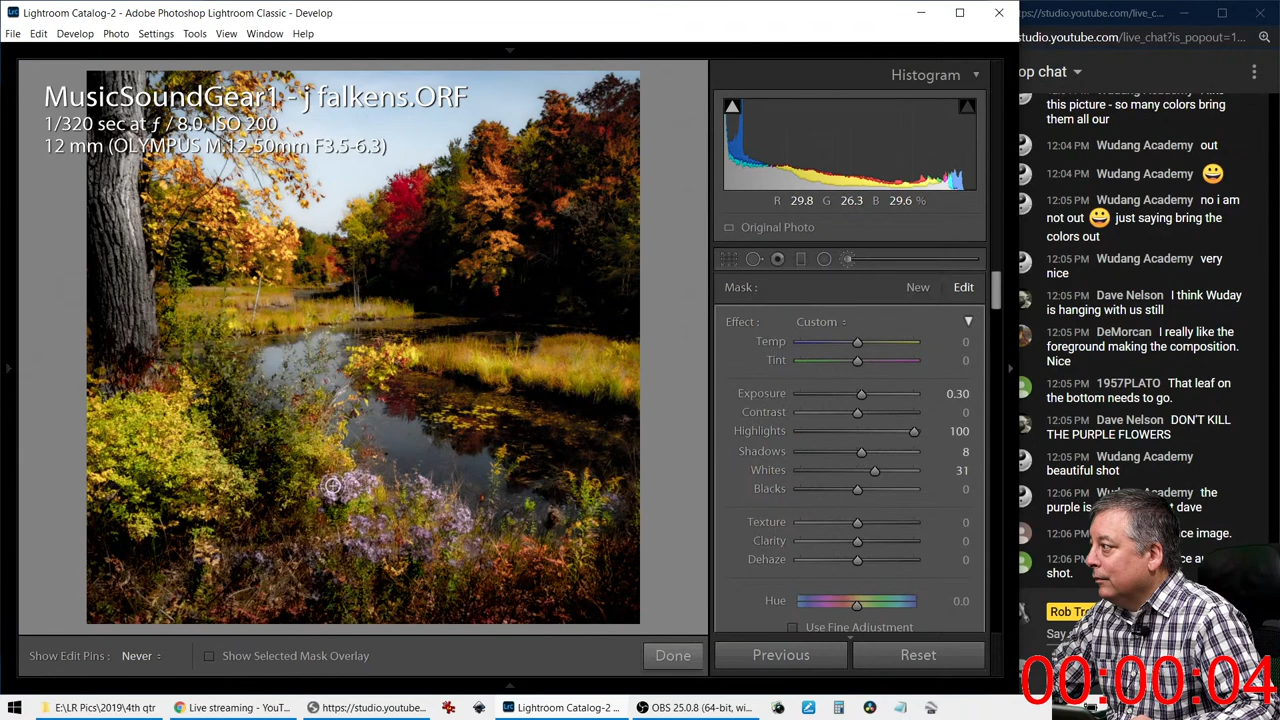 Lightroom Catalog-2 - Adobe Photoshop Lightroom Classic - Develop
ps://studio.youtube.com/live_c...
File Edit Develop Photo Settings Tools View Window Help
studio.youtube.com/live_chat?is_popout=1...
MusicSoundGear1 - j falkens.ORF
1/320 sec at ƒ / 8.0, ISO 200
12 mm (OLYMPUS M.12-50mm F3.5-6.3)
Histogram
R 29.8 G 26.3 B 29.6 %
Original Photo
Mask : New Edit
Effect : Custom
Temp 0
Tint 0
Exposure 0.30
Contrast 0
Highlights 100
Shadows 8
Whites 31
Blacks 0
Texture 0
Clarity 0
Dehaze 0
Hue 0.0
Use Fine Adjustment
Show Edit Pins : Never Show Selected Mask Overlay Done
Previous Reset
op chat
this picture - so many colors bring
them all our
12:04 PM Wudang Academy out
12:04 PM Wudang Academy 😀
12:05 PM Wudang Academy no i am
not out 😀 just saying bring the
colors out
12:05 PM Wudang Academy very
nice
12:05 PM Dave Nelson I think Wuday
is hanging with us still
12:05 PM DeMorcan I really like the
foreground making the composition.
Nice
12:05 PM 1957PLATO That leaf on
the bottom needs to go.
12:05 PM Dave Nelson DON'T KILL
THE PURPLE FLOWERS
12:05 PM Wudang Academy
beautiful shot
12:06 PM Wudang Academy the
purple is
t dave
12:06 PM
ce image.
12:06 PM
shot.
Rob
Say
00:00:04
E:\LR Pics\2019\4th qtr Live streaming - YouT... https://studio.youtube... Lightroom Catalog-2 ... OBS 25.0.8 (64-bit, wi...